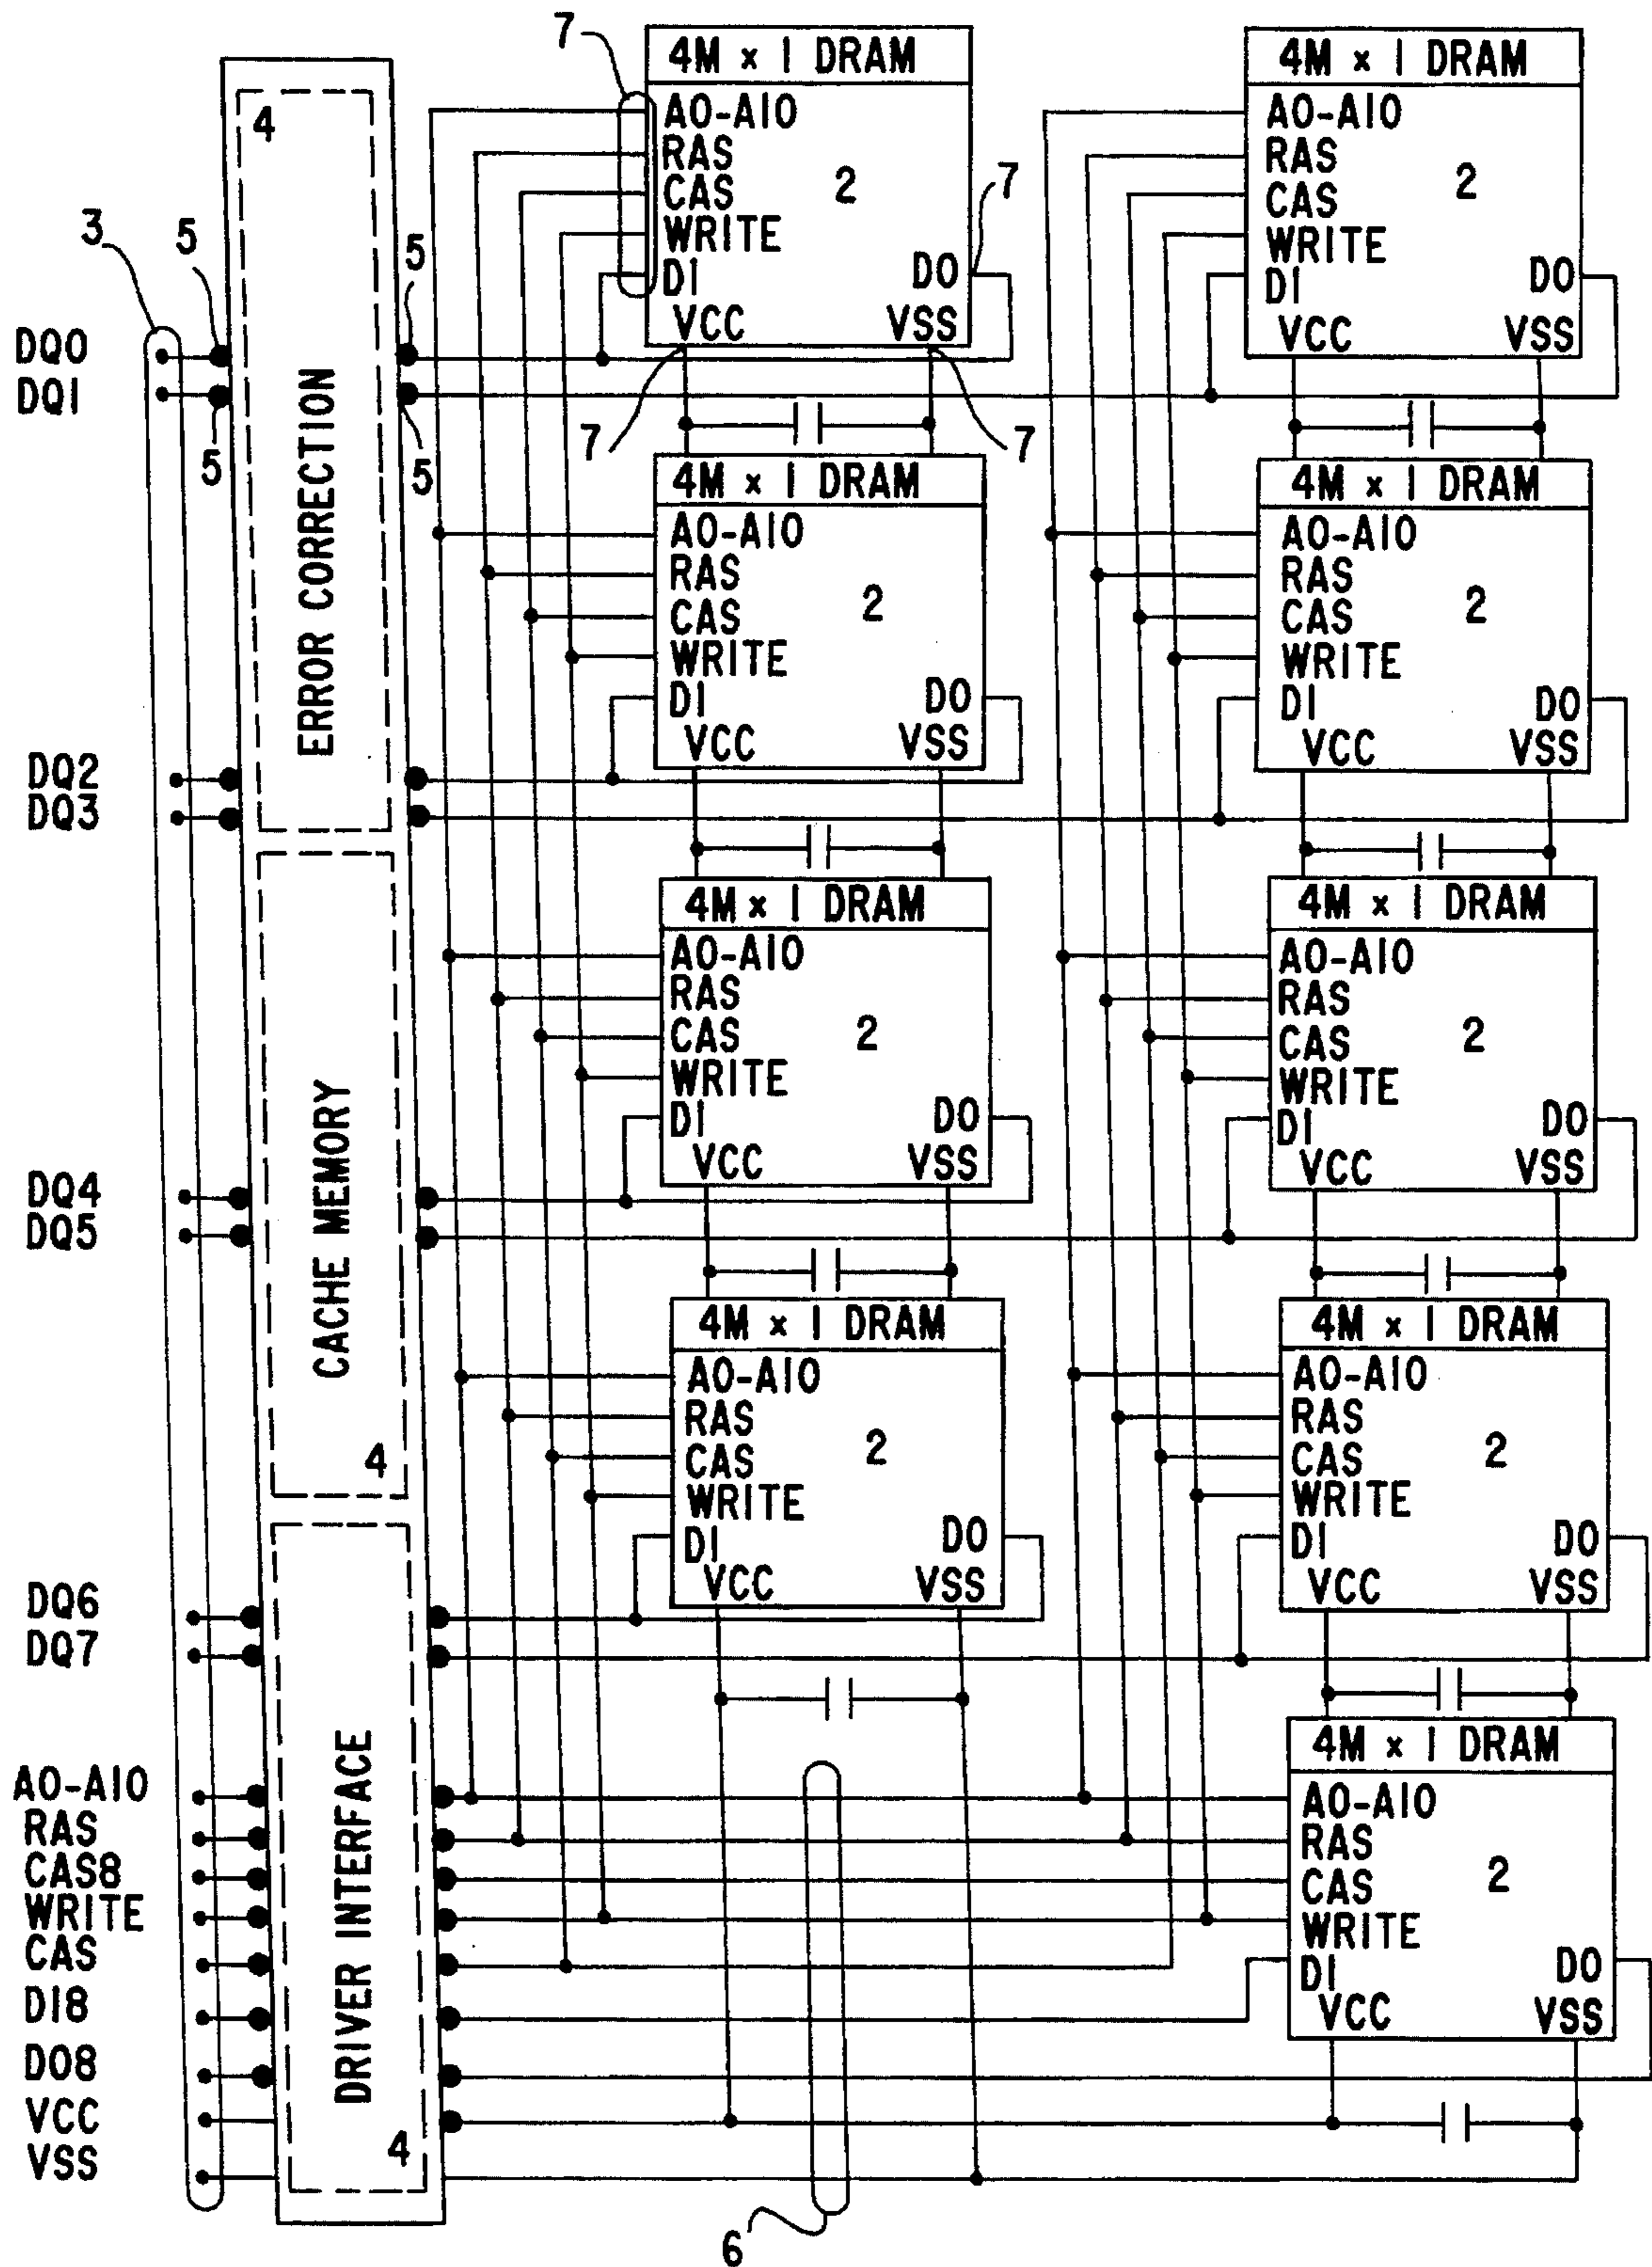 7
4M x 1 DRAM
A0-A10
RAS
CAS
WRITE
DI
DO
VCC
VSS
2
7
7
7
7
4M x 1 DRAM
A0-A10
RAS
CAS
WRITE
DI
DO
VCC
VSS
2
4
ERROR CORRECTION
3
5
5
5
5
DQ0
DQ1
4M x 1 DRAM
A0-A10
RAS
CAS
WRITE
DI
DO
VCC
VSS
2
4M x 1 DRAM
A0-A10
RAS
CAS
WRITE
DI
DO
VCC
VSS
2
DQ2
DQ3
CACHE MEMORY
4
4M x 1 DRAM
A0-A10
RAS
CAS
WRITE
DI
DO
VCC
VSS
2
4M x 1 DRAM
A0-A10
RAS
CAS
WRITE
DI
DO
VCC
VSS
2
DQ4
DQ5
4M x 1 DRAM
A0-A10
RAS
CAS
WRITE
DI
DO
VCC
VSS
2
4M x 1 DRAM
A0-A10
RAS
CAS
WRITE
DI
DO
VCC
VSS
2
DQ6
DQ7
DRIVER INTERFACE
4
A0-A10
RAS
CAS8
WRITE
CAS
DI8
DO8
VCC
VSS
4M x 1 DRAM
A0-A10
RAS
CAS
WRITE
DI
DO
VCC
VSS
2
6